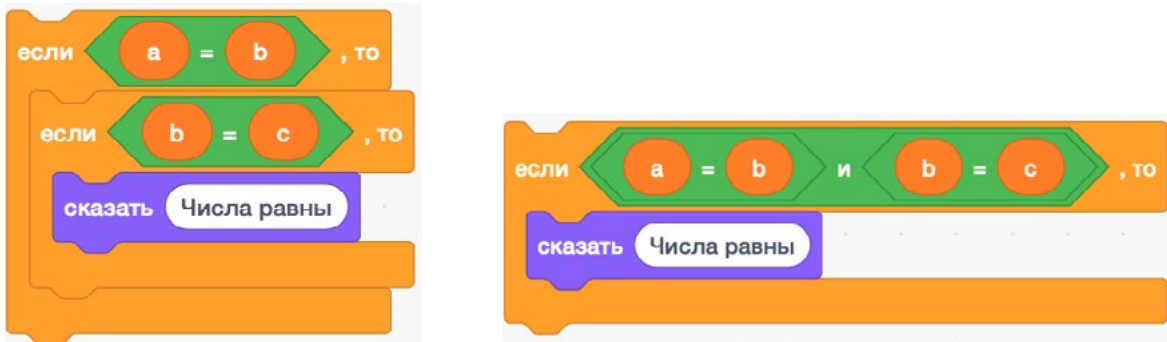 если a = b , то
если b = c , то
сказать Числа равны
если a = b и b = c , то
сказать Числа равны